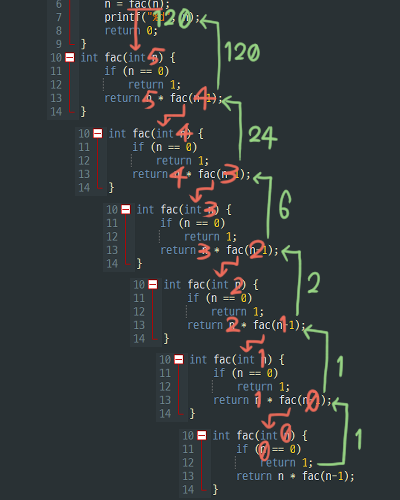 6 n = fac(n);
7 printf("%d", n); 120
8 return 0;
9 }
10 int fac(int n) { 5
11 if (n == 0)
12 return 1;
13 return n * fac(n-1); 5 4
14 }
120
10 int fac(int n) { 4
11 if (n == 0)
12 return 1;
13 return n * fac(n-1); 4 3
14 }
24
10 int fac(int n) { 3
11 if (n == 0)
12 return 1;
13 return n * fac(n-1); 3 2
14 }
6
10 int fac(int n) { 2
11 if (n == 0)
12 return 1;
13 return n * fac(n-1); 2 1
14 }
2
10 int fac(int n) { 1
11 if (n == 0)
12 return 1;
13 return n * fac(n-1); 1 0
14 }
1
10 int fac(int n) { 0
11 if (n == 0) 0
12 return 1;
13 return n * fac(n-1);
14 }
1